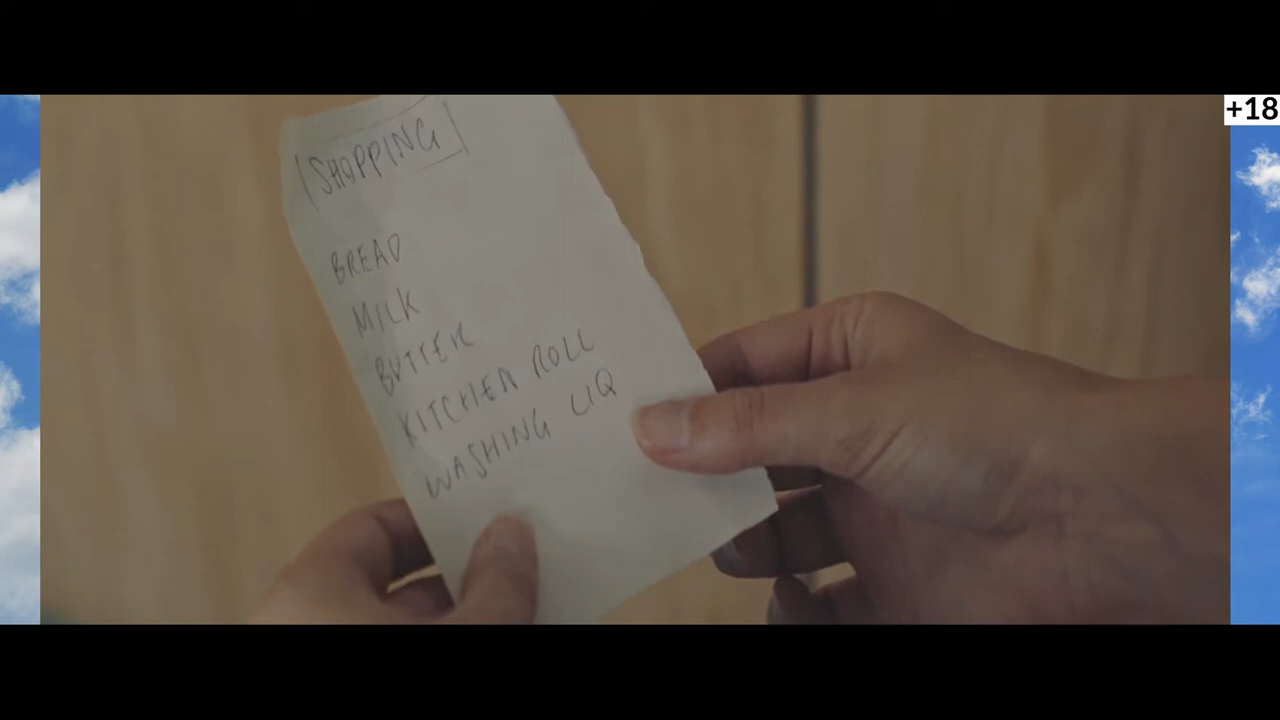 +18
SHOPPING
BREAD
MILK
BUTTER
KITCHEN ROLL
WASHING LIQ